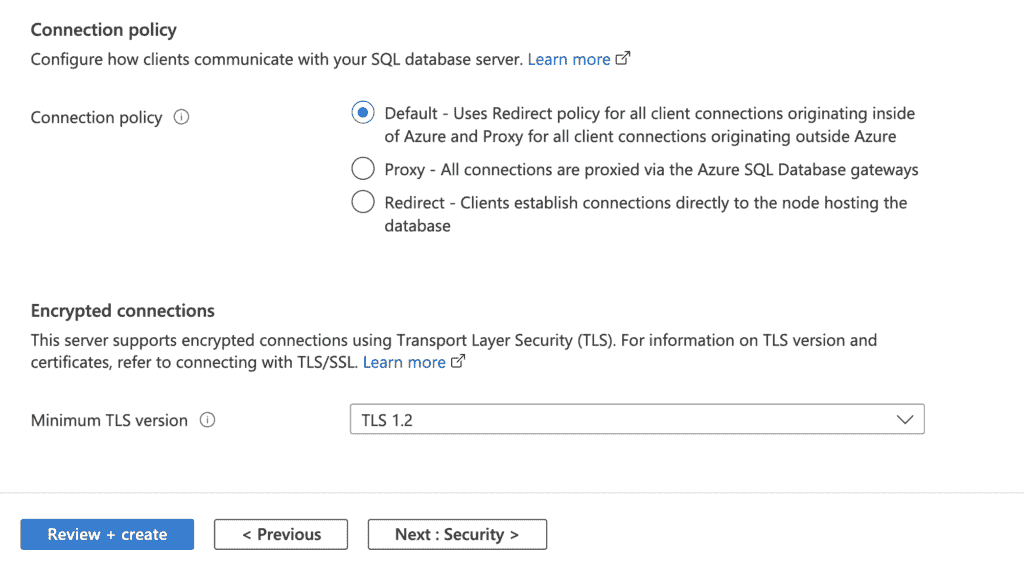 Connection policy
Configure how clients communicate with your SQL database server. Learn more
Connection policy
Default - Uses Redirect policy for all client connections originating inside
of Azure and Proxy for all client connections originating outside Azure
Proxy - All connections are proxied via the Azure SQL Database gateways
Redirect - Clients establish connections directly to the node hosting the
database
Encrypted connections
This server supports encrypted connections using Transport Layer Security (TLS). For information on TLS version and
certificates, refer to connecting with TLS/SSL. Learn more
Minimum TLS version
TLS 1.2
Review + create
< Previous
Next : Security >